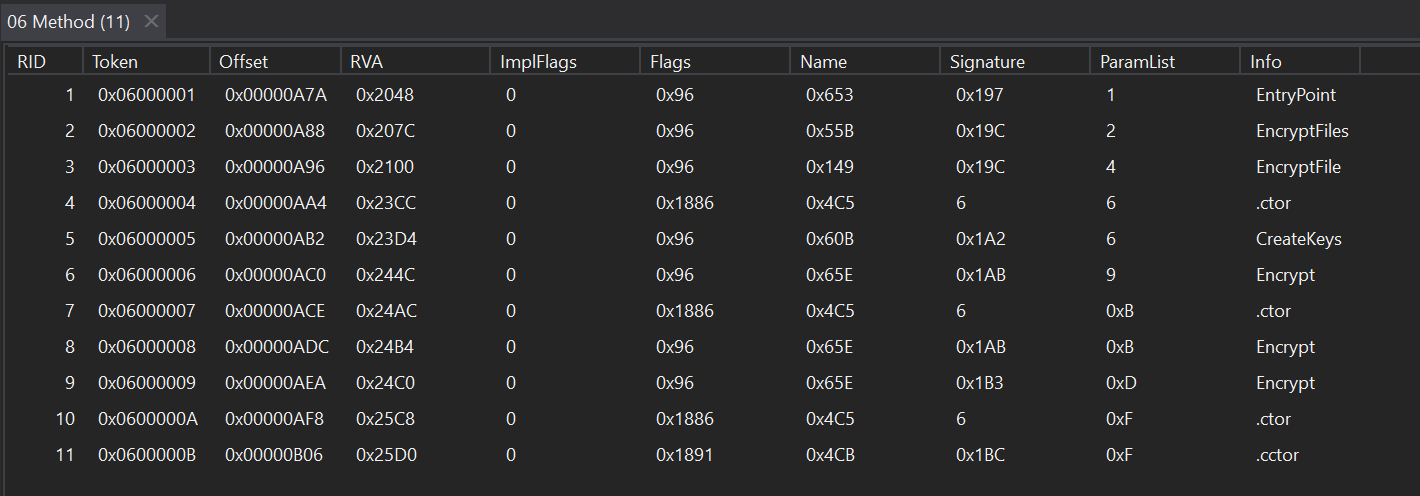 06 Method (11)
RID Token Offset RVA ImplFlags Flags Name Signature ParamList Info
1 0x06000001 0x00000A7A 0x2048 0 0x96 0x653 0x197 1 EntryPoint
2 0x06000002 0x00000A88 0x207C 0 0x96 0x55B 0x19C 2 EncryptFiles
3 0x06000003 0x00000A96 0x2100 0 0x96 0x149 0x19C 4 EncryptFile
4 0x06000004 0x00000AA4 0x23CC 0 0x1886 0x4C5 6 6 .ctor
5 0x06000005 0x00000AB2 0x23D4 0 0x96 0x60B 0x1A2 6 CreateKeys
6 0x06000006 0x00000AC0 0x244C 0 0x96 0x65E 0x1AB 9 Encrypt
7 0x06000007 0x00000ACE 0x24AC 0 0x1886 0x4C5 6 0xB .ctor
8 0x06000008 0x00000ADC 0x24B4 0 0x96 0x65E 0x1AB 0xB Encrypt
9 0x06000009 0x00000AEA 0x24C0 0 0x96 0x65E 0x1B3 0xD Encrypt
10 0x0600000A 0x00000AF8 0x25C8 0 0x1886 0x4C5 6 0xF .ctor
11 0x0600000B 0x00000B06 0x25D0 0 0x1891 0x4CB 0x1BC 0xF .cctor